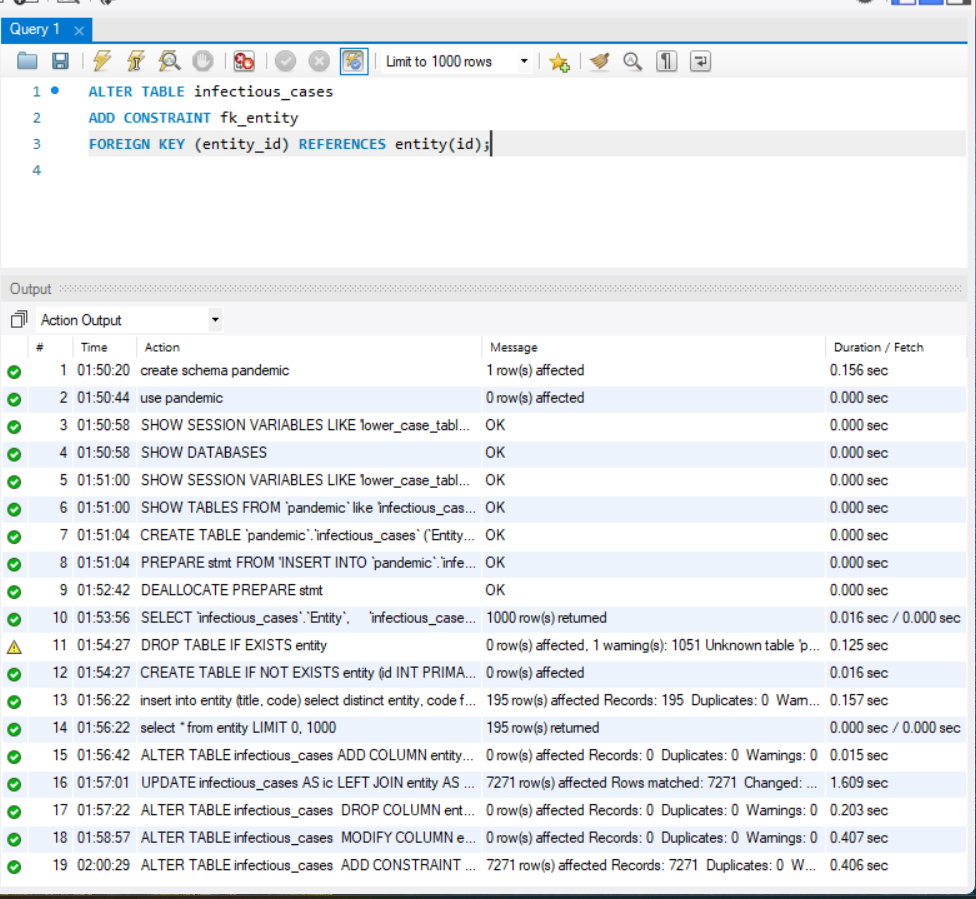 Query 1
Limit to 1000 rows
1 ALTER TABLE infectious_cases
2 ADD CONSTRAINT fk_entity
3 FOREIGN KEY (entity_id) REFERENCES entity(id);
4
Output
Action Output
# Time Action Message Duration / Fetch
1 01:50:20 create schema pandemic 1 row(s) affected 0.156 sec
2 01:50:44 use pandemic 0 row(s) affected 0.000 sec
3 01:50:58 SHOW SESSION VARIABLES LIKE 'lower_case_tabl... OK 0.000 sec
4 01:50:58 SHOW DATABASES OK 0.000 sec
5 01:51:00 SHOW SESSION VARIABLES LIKE 'lower_case_tabl... OK 0.000 sec
6 01:51:00 SHOW TABLES FROM `pandemic` like 'infectious_cas... OK 0.000 sec
7 01:51:04 CREATE TABLE `pandemic`.`infectious_cases` (`Entity... OK 0.000 sec
8 01:51:04 PREPARE stmt FROM 'INSERT INTO `pandemic`.`infe... OK 0.000 sec
9 01:52:42 DEALLOCATE PREPARE stmt OK 0.000 sec
10 01:53:56 SELECT `infectious_cases`.`Entity`, `infectious_case... 1000 row(s) returned 0.016 sec / 0.000 sec
11 01:54:27 DROP TABLE IF EXISTS entity 0 row(s) affected, 1 warning(s): 1051 Unknown table 'p... 0.125 sec
12 01:54:27 CREATE TABLE IF NOT EXISTS entity (id INT PRIMA... 0 row(s) affected 0.016 sec
13 01:56:22 insert into entity (title, code) select distinct entity, code f... 195 row(s) affected Records: 195 Duplicates: 0 Warn... 0.157 sec
14 01:56:22 select * from entity LIMIT 0, 1000 195 row(s) returned 0.000 sec / 0.000 sec
15 01:56:42 ALTER TABLE infectious_cases ADD COLUMN entity... 0 row(s) affected Records: 0 Duplicates: 0 Warnings: 0 0.015 sec
16 01:57:01 UPDATE infectious_cases AS ic LEFT JOIN entity AS ... 7271 row(s) affected Rows matched: 7271 Changed: ... 1.609 sec
17 01:57:22 ALTER TABLE infectious_cases DROP COLUMN ent... 0 row(s) affected Records: 0 Duplicates: 0 Warnings: 0 0.203 sec
18 01:58:57 ALTER TABLE infectious_cases MODIFY COLUMN e... 0 row(s) affected Records: 0 Duplicates: 0 Warnings: 0 0.407 sec
19 02:00:29 ALTER TABLE infectious_cases ADD CONSTRAINT ... 7271 row(s) affected Records: 7271 Duplicates: 0 W... 0.406 sec